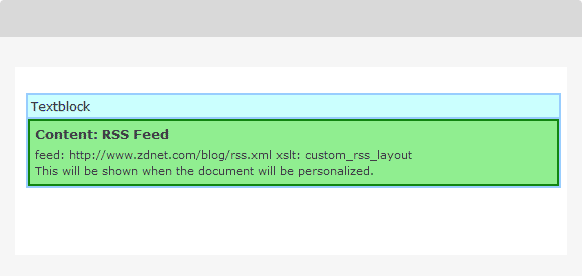 Textblock
Content: RSS Feed
feed: http://www.zdnet.com/blog/rss.xml xslt: custom_rss_layout
This will be shown when the document will be personalized.